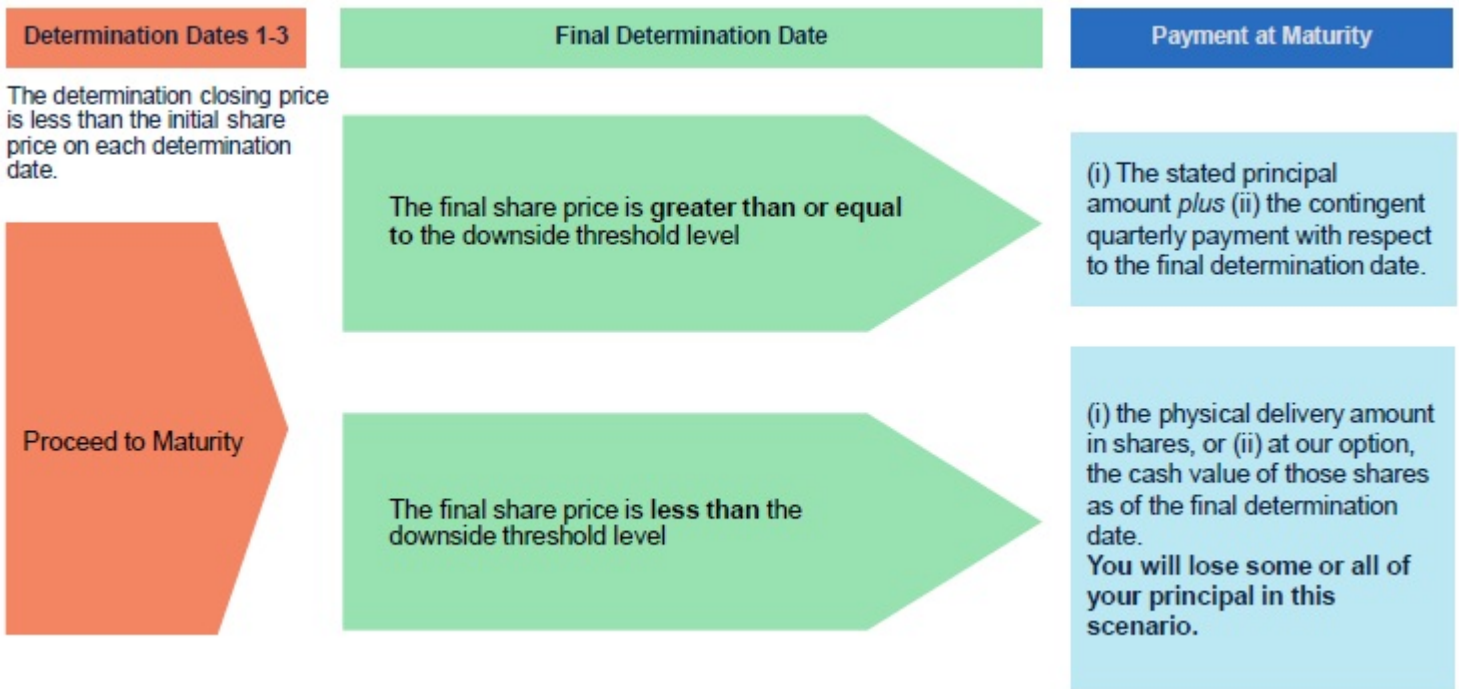 Determination Dates 1-3
Final Determination Date
Payment at Maturity
The determination closing price
is less than the initial share
price on each determination
date.
Proceed to Maturity
The final share price is greater than or equal
to the downside threshold level
(i) The stated principal
amount plus (ii) the contingent
quarterly payment with respect
to the final determination date.
The final share price is less than the
downside threshold level
(i) the physical delivery amount
in shares, or (ii) at our option,
the cash value of those shares
as of the final determination
date.
You will lose some or all of
your principal in this
scenario.